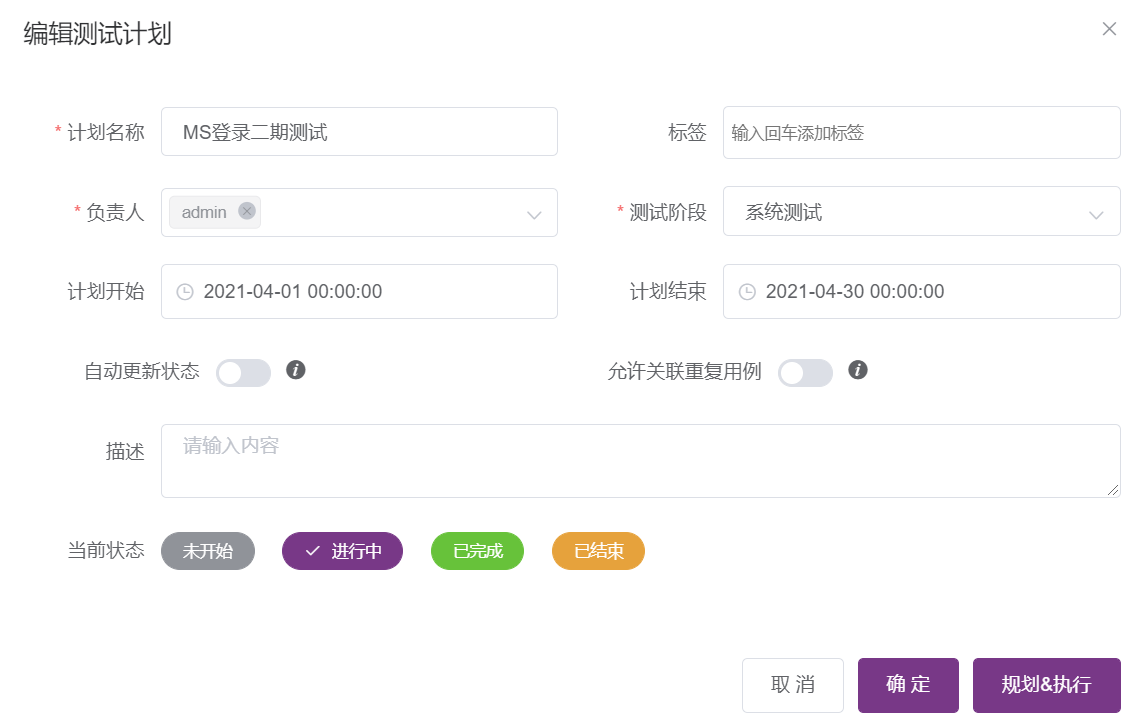 编辑测试计划
* 计划名称 MS登录二期测试 标签 输入回车添加标签
* 负责人 admin * 测试阶段 系统测试
计划开始 2021-04-01 00:00:00 计划结束 2021-04-30 00:00:00
自动更新状态 允许关联重复用例
描述 请输入内容
当前状态 未开始 进行中 已完成 已结束
取消 确定 规划&执行